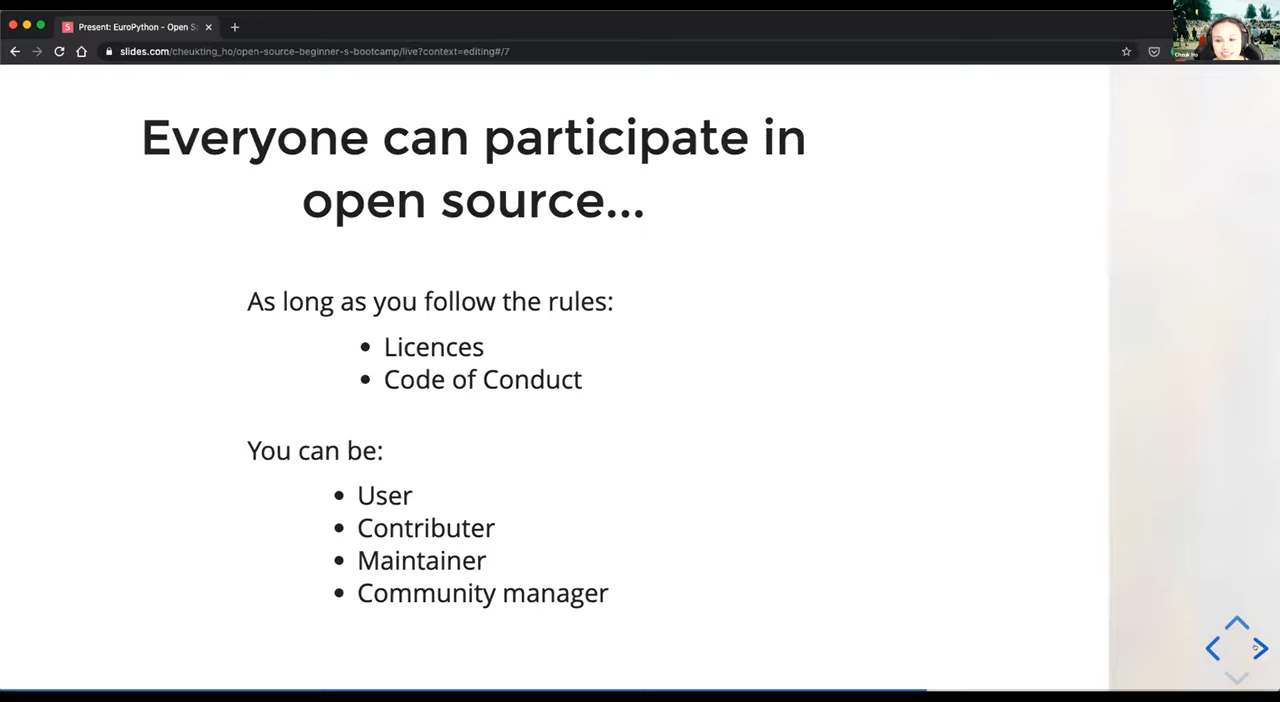 Present: EuroPython - Open S
slides.com/cheukting_ho/open-source-beginner-s-bootcamp/live?context=editing#/7
Cheuk Ho
Everyone can participate in
open source...
As long as you follow the rules:
Licences
Code of Conduct
You can be:
User
Contributer
Maintainer
Community manager